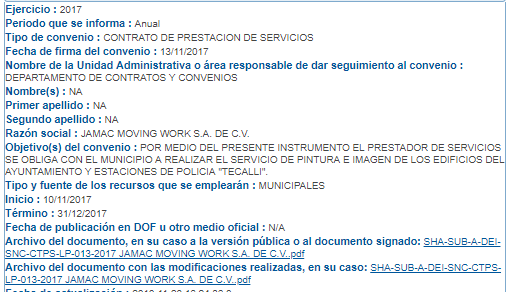 Ejercicio : 2017
Periodo que se informa : Anual
Tipo de convenio : CONTRATO DE PRESTACION DE SERVICIOS
Fecha de firma del convenio : 13/11/2017
Nombre de la Unidad Administrativa o área responsable de dar seguimiento al convenio :
DEPARTAMENTO DE CONTRATOS Y CONVENIOS
Nombre(s) : NA
Primer apellido : NA
Segundo apellido : NA
Razón social : JAMAC MOVING WORK S.A. DE C.V.
Objetivo(s) del convenio : POR MEDIO DEL PRESENTE INSTRUMENTO EL PRESTADOR DE SERVICIOS
SE OBLIGA CON EL MUNICIPIO A REALIZAR EL SERVICIO DE PINTURA E IMAGEN DE LOS EDIFICIOS DEL
AYUNTAMIENTO Y ESTACIONES DE POLICIA "TECALLI".
Tipo y fuente de los recursos que se emplearán : MUNICIPALES
Inicio : 10/11/2017
Término : 31/12/2017
Fecha de publicación en DOF u otro medio oficial : N/A
Archivo del documento, en su caso a la versión pública o al documento signado: SHA-SUB-A-DEI-
SNC-CTPS-LP-013-2017 JAMAC MOVING WORK S.A. DE C.V..pdf
Archivo del documento con las modificaciones realizadas, en su caso: SHA-SUB-A-DEI-SNC-CTPS-
LP-013-2017 JAMAC MOVING WORK S.A. DE C.V..pdf